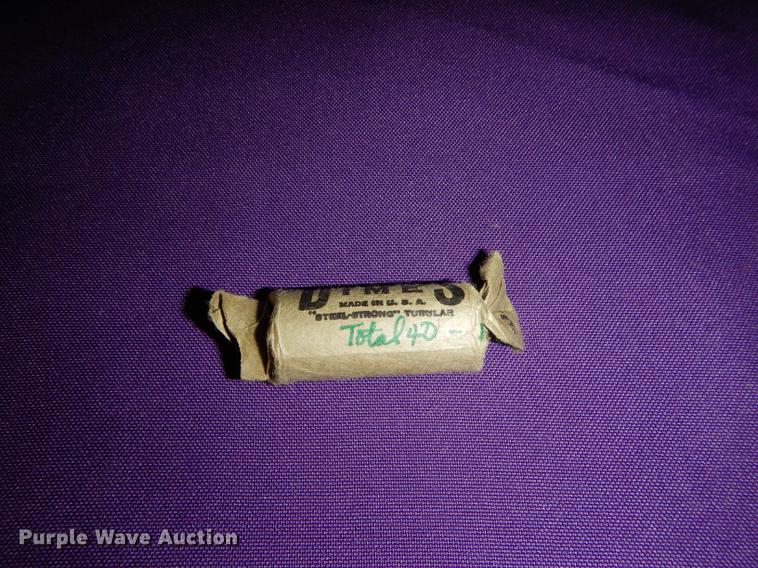 DIMES
MADE IN U. S. A.
"STEEL-STRONG" TUBULAR
Total 40 -
Purple Wave Auction